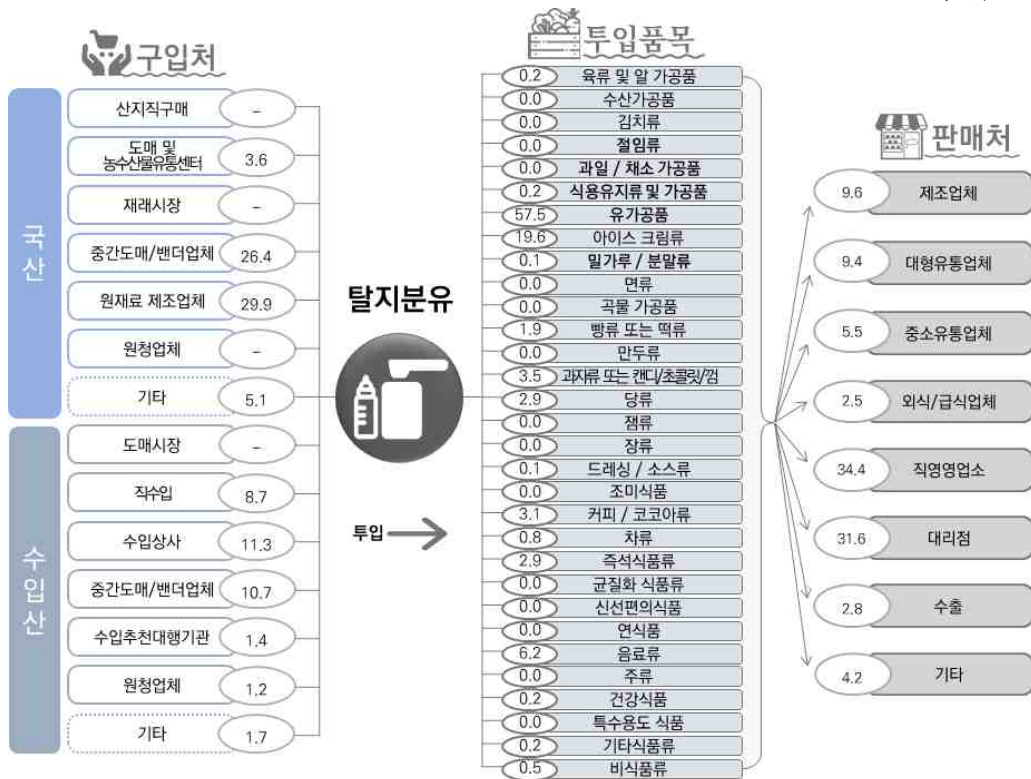 구입처
국산
산지직구매 -
도매 및
농수산물유통센터 3.6
재래시장 -
중간도매/밴더업체 26.4
원재료 제조업체 29.9
원청업체 -
기타 5.1
수입산
도매시장 -
직수입 8.7
수입상사 11.3
중간도매/밴더업체 10.7
수입추천대행기관 1.4
원청업체 1.2
기타 1.7
탈지분유
투입
투입품목
0.2 육류 및 알 가공품
0.0 수산가공품
0.0 김치류
0.0 절임류
0.0 과일 / 채소 가공품
0.2 식용유지류 및 가공품
57.5 유가공품
19.6 아이스 크림류
0.1 밀가루 / 분말류
0.0 면류
0.0 곡물 가공품
1.9 빵류 또는 떡류
0.0 만두류
3.5 과자류 또는 캔디/초콜릿/껌
2.9 당류
0.0 잼류
0.0 장류
0.1 드레싱 / 소스류
0.0 조미식품
3.1 커피 / 코코아류
0.8 차류
2.9 즉석식품류
0.0 균질화 식품류
0.0 신선편의식품
0.0 연식품
6.2 음료류
0.0 주류
0.2 건강식품
0.0 특수용도 식품
0.2 기타식품류
0.5 비식품류
판매처
9.6 제조업체
9.4 대형유통업체
5.5 중소유통업체
2.5 외식/급식업체
34.4 직영영업소
31.6 대리점
2.8 수출
4.2 기타